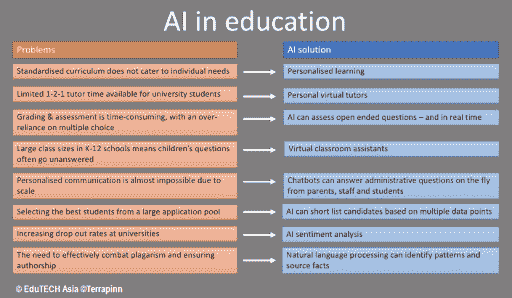 AI in education
Problems
AI solution
Standardised curriculum does not cater to individual needs
Personalised learning
Limited 1-2-1 tutor time available for university students
Personal virtual tutors
Grading & assessment is time-consuming, with an over-
reliance on multiple choice
AI can assess open ended questions – and in real time
Large class sizes in K-12 schools means children's questions
often go unanswered
Virtual classroom assistants
Personalised communication is almost impossible due to
scale
Chatbots can answer administrative questions on the fly
from parents, staff and students
Selecting the best students from a large application pool
AI can short list candidates based on multiple data points
Increasing drop out rates at universities
AI sentiment analysis
The need to effectively combat plagarism and ensuring
authorship
Natural language processing can identify patterns and
source facts
© EduTECH Asia ©Terrapinn